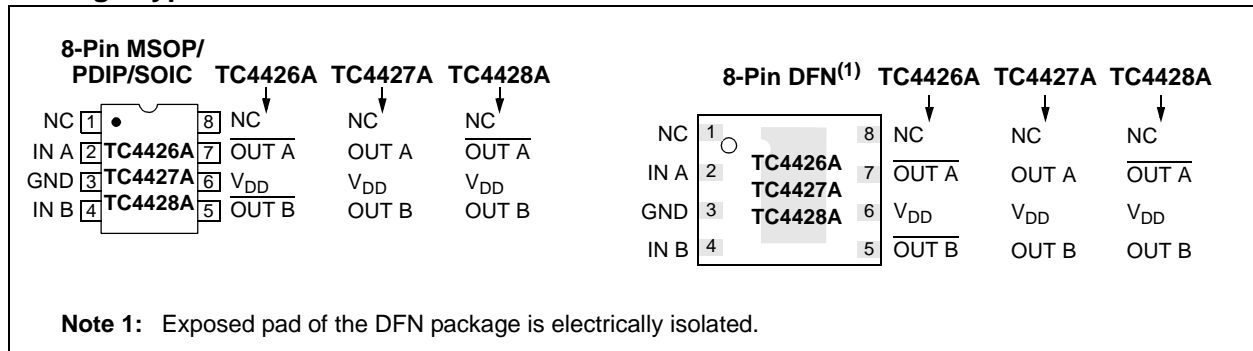 8-Pin MSOP/
PDIP/SOIC TC4426A TC4427A TC4428A
NC 1 8 NC NC NC
IN A 2 TC4426A 7 OUT A OUT A OUT A
GND 3 TC4427A 6 VDD VDD VDD
IN B 4 TC4428A 5 OUT B OUT B OUT B
8-Pin DFN(1) TC4426A TC4427A TC4428A
NC 1 8 NC NC NC
IN A 2 TC4426A 7 OUT A OUT A OUT A
TC4427A
GND 3 TC4428A 6 VDD VDD VDD
IN B 4 5 OUT B OUT B OUT B
Note 1: Exposed pad of the DFN package is electrically isolated.